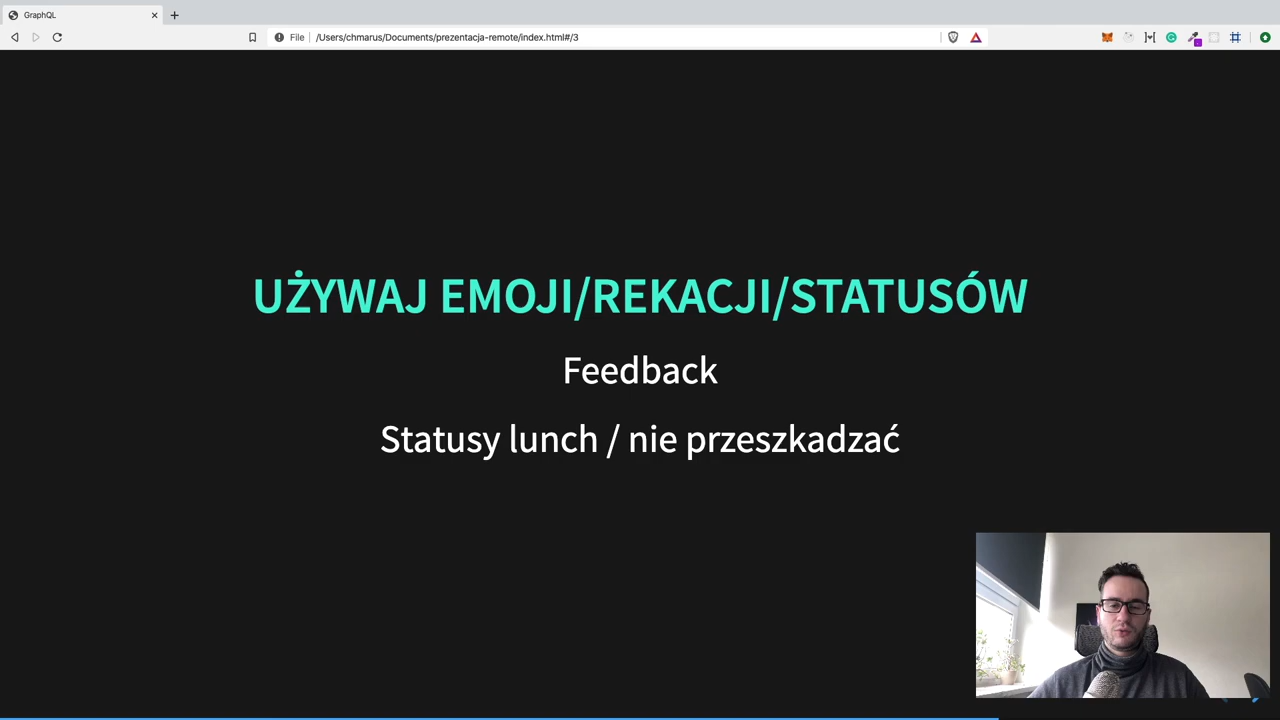 GraphQL
File
/Users/chmarus/Documents/prezentacja-remote/index.html#/3
UŻYWAJ EMOJI/REKACJI/STATUSÓW
Feedback
Statusy lunch / nie przeszkadzać